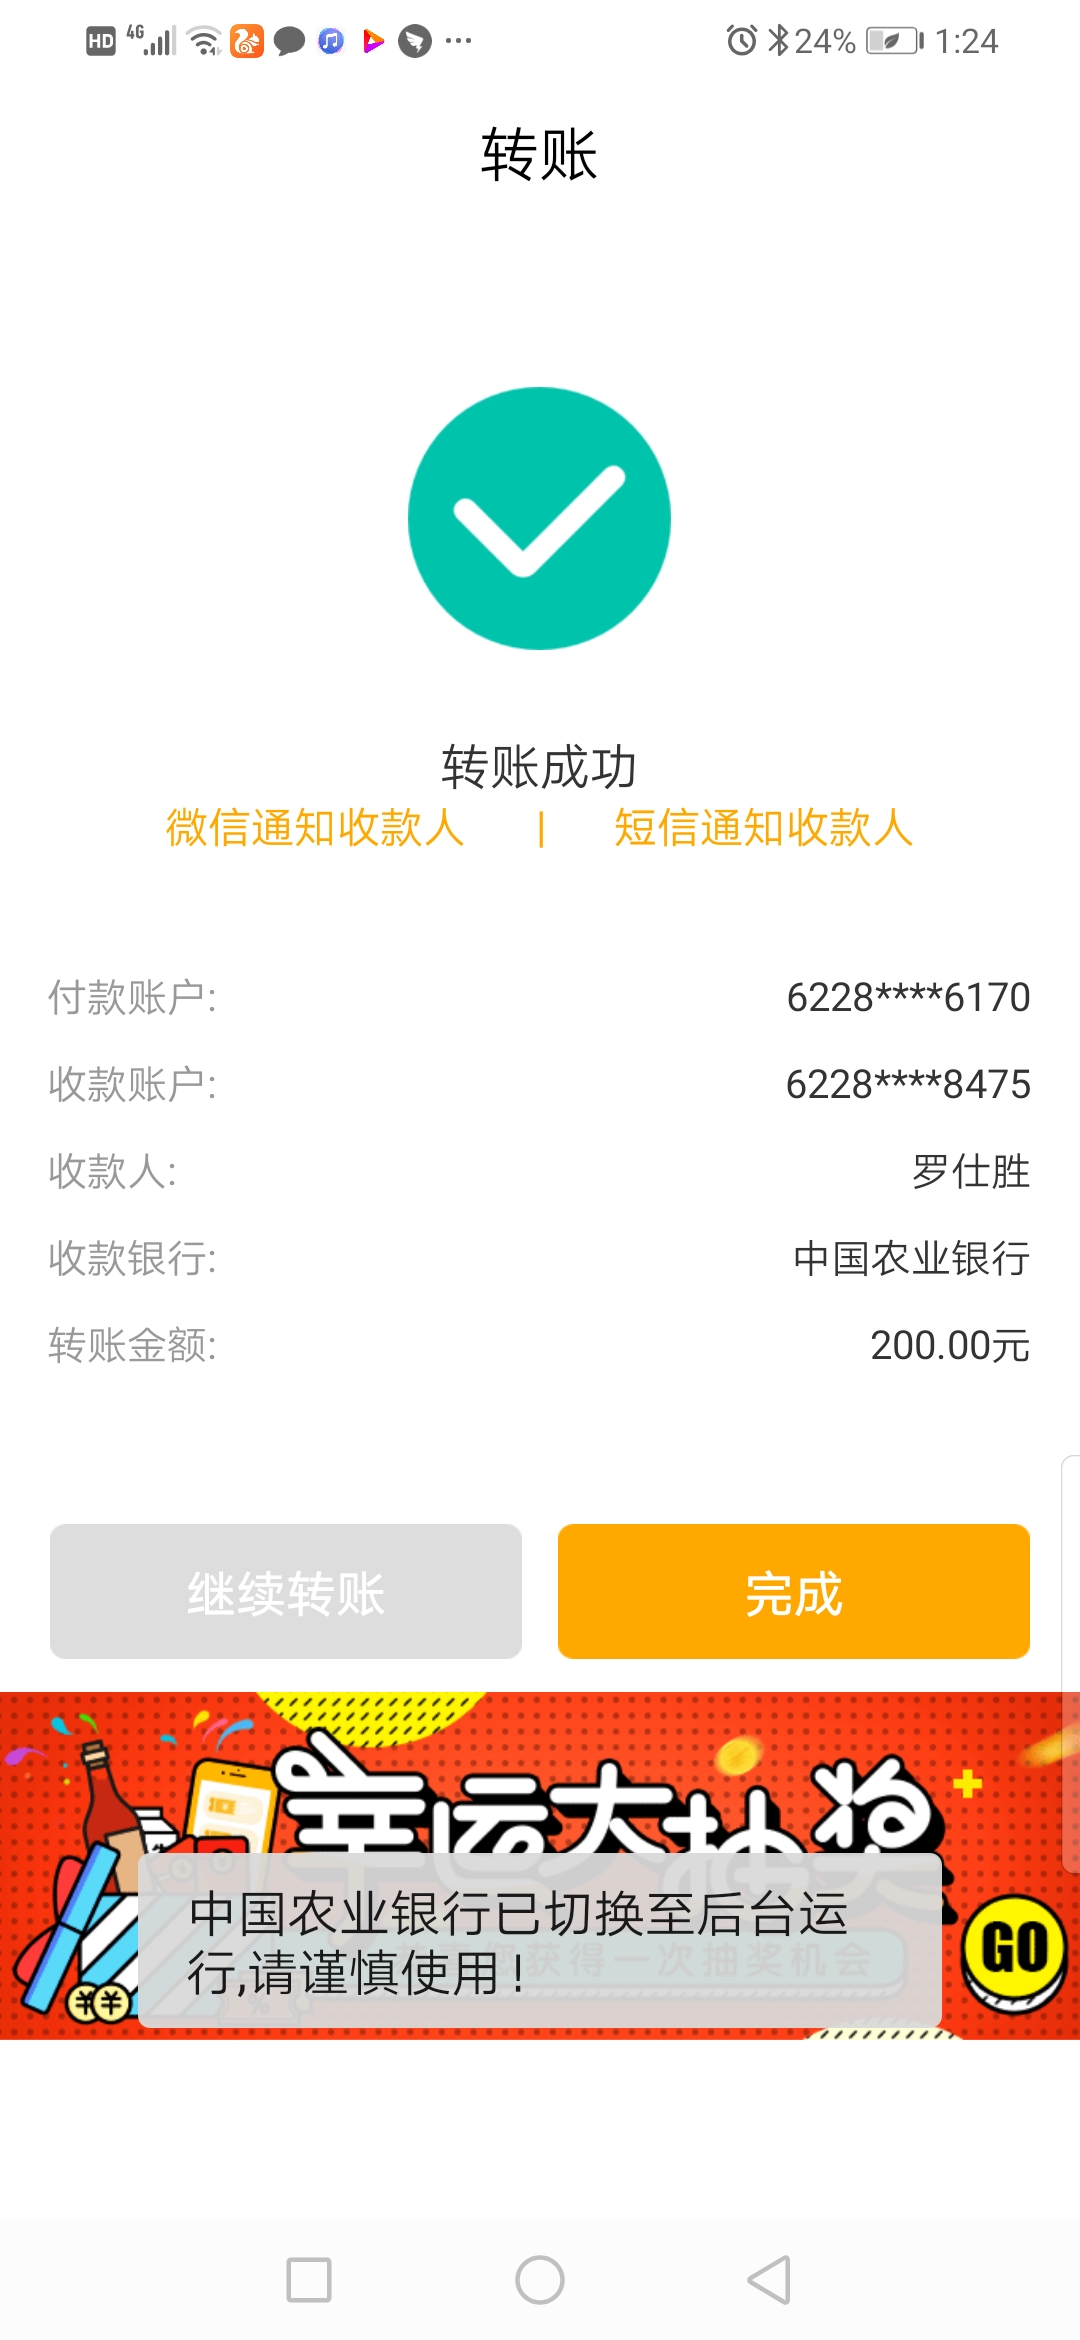 HD 4G 24% 1:24
转账
转账成功
微信通知收款人 | 短信通知收款人
付款账户: 6228****6170
收款账户: 6228****8475
收款人: 罗仕胜
收款银行: 中国农业银行
转账金额: 200.00元
继续转账 完成
幸运大抽奖
中国农业银行已切换至后台运
行,请谨慎使用!
获得一次抽奖机会
GO